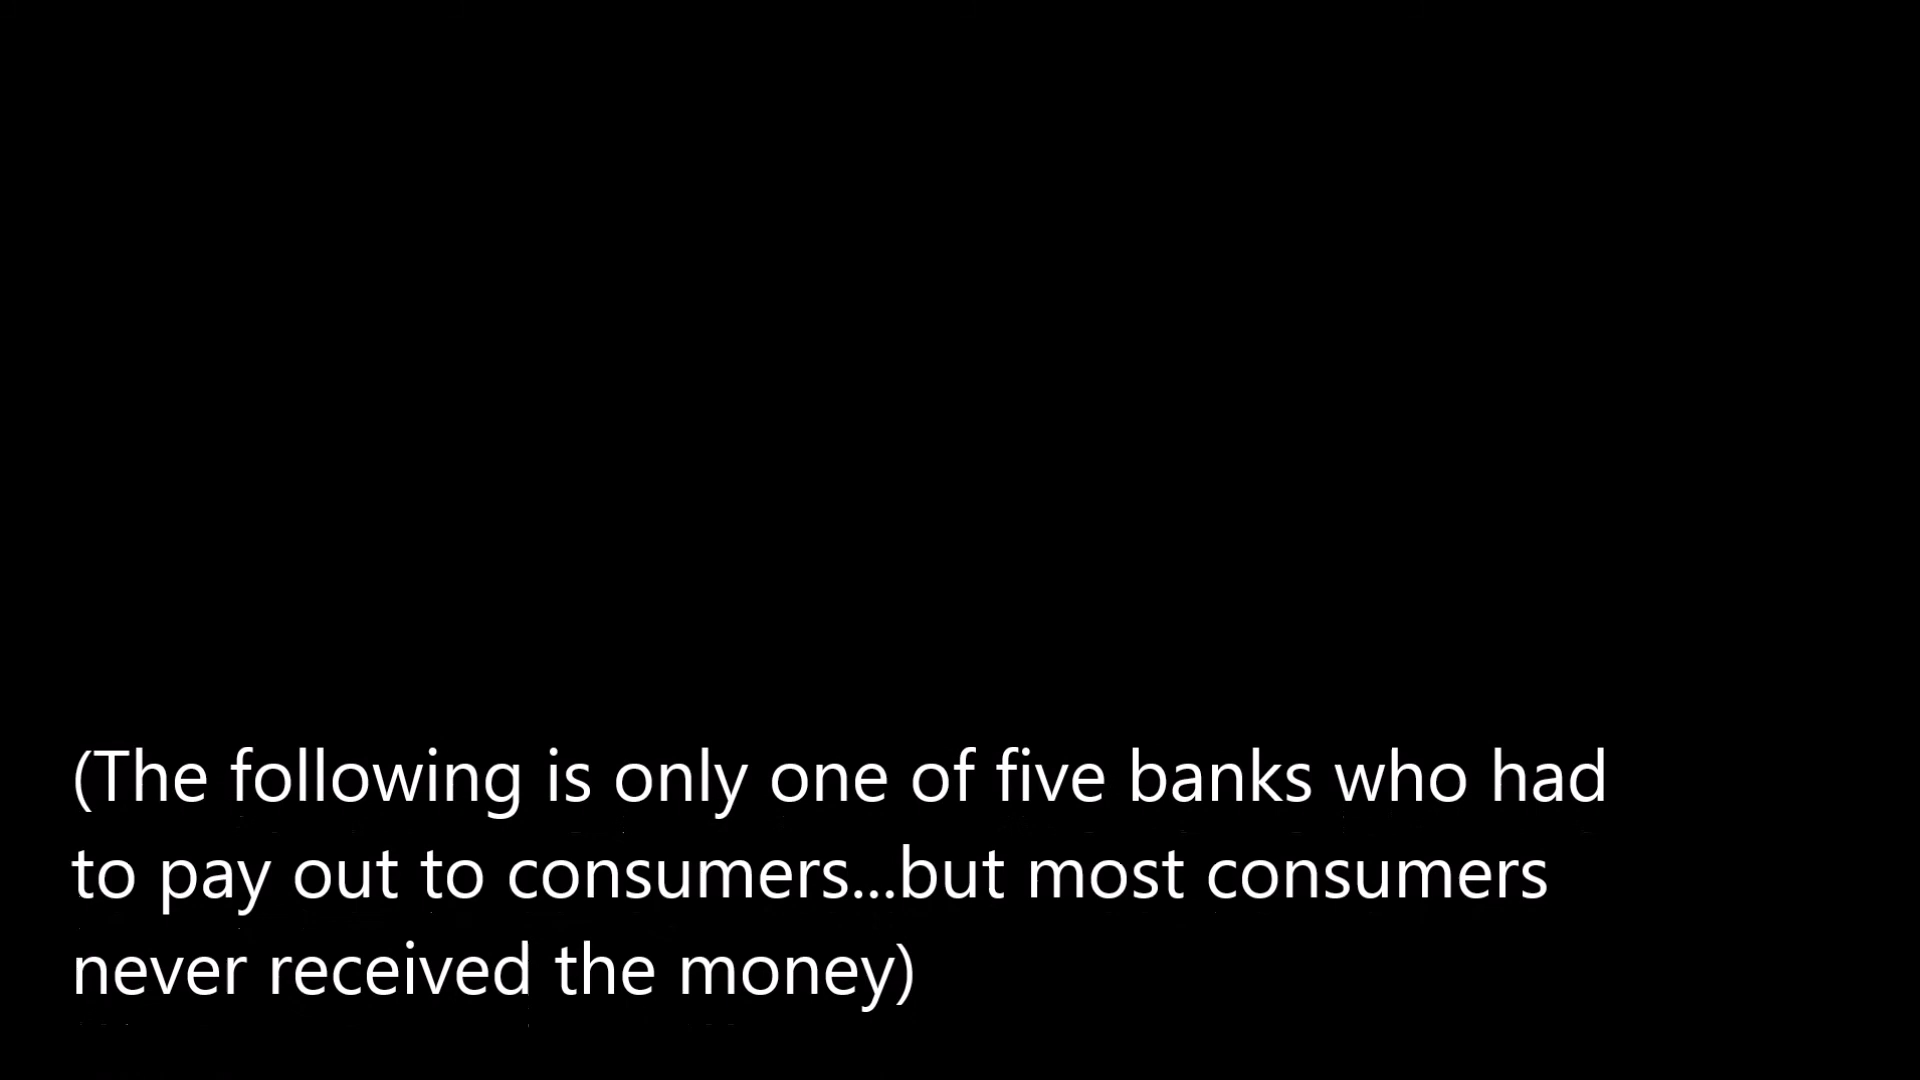 (The following is only one of five banks who had
to pay out to consumers...but most consumers
never received the money)